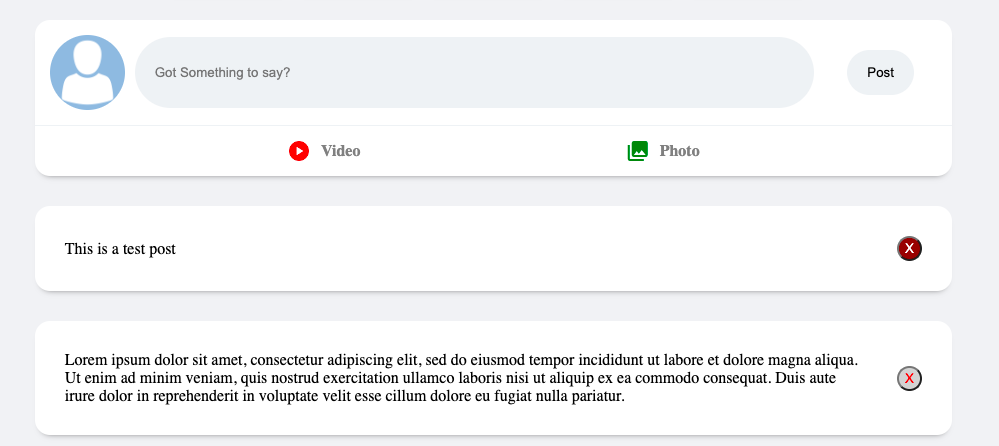 Got Something to say?
Post
Video
Photo
This is a test post
X
Lorem ipsum dolor sit amet, consectetur adipiscing elit, sed do eiusmod tempor incididunt ut labore et dolore magna aliqua.
Ut enim ad minim veniam, quis nostrud exercitation ullamco laboris nisi ut aliquip ex ea commodo consequat. Duis aute
irure dolor in reprehenderit in voluptate velit esse cillum dolore eu fugiat nulla pariatur.
X